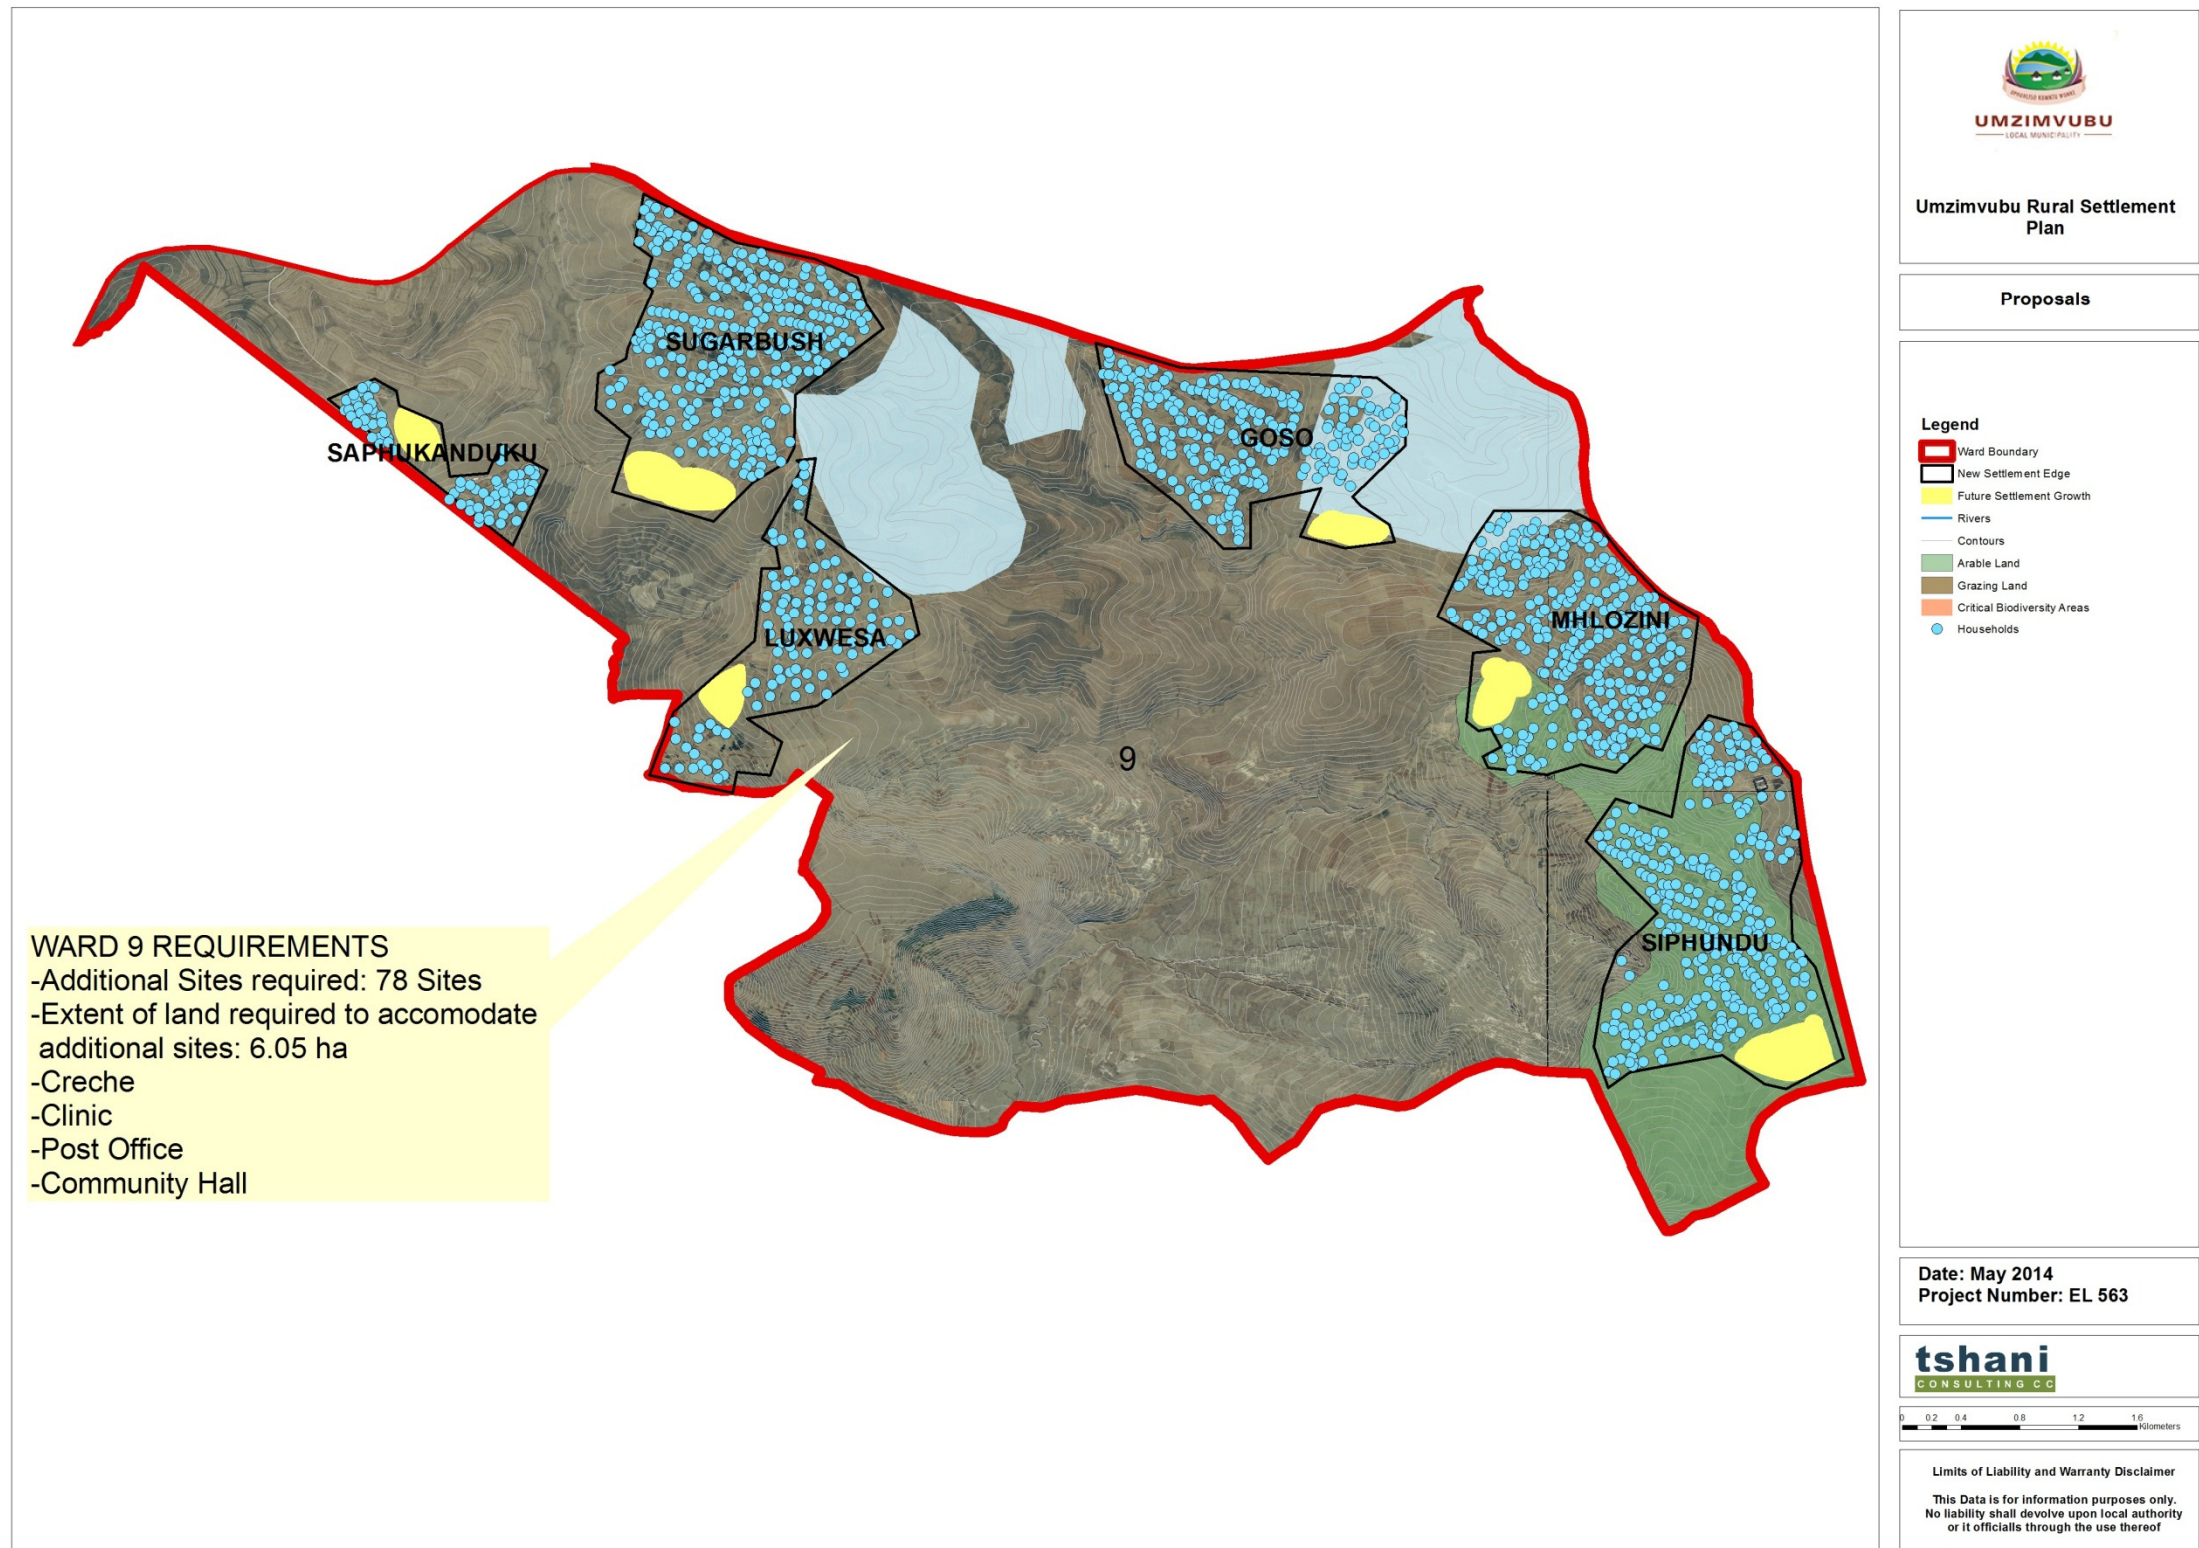 UMZIMVUBU
LOCAL MUNICIPALITY
Umzimvubu Rural Settlement
Plan
Proposals
Legend
Ward Boundary
New Settlement Edge
Future Settlement Growth
Rivers
Contours
Arable Land
Grazing Land
Critical Biodiversity Areas
Households
SUGARBUSH
SAPHUKANDUKU
GOSO
LUXWESA
MHLOZINI
9
SIPHUNDU
WARD 9 REQUIREMENTS
-Additional Sites required: 78 Sites
-Extent of land required to accomodate
additional sites: 6.05 ha
-Creche
-Clinic
-Post Office
-Community Hall
Date: May 2014
Project Number: EL 563
tshani
CONSULTING CC
0 0.2 0.4 0.8 1.2 1.6
Kilometers
Limits of Liability and Warranty Disclaimer
This Data is for information purposes only.
No liability shall devolve upon local authority
or it officialls through the use thereof